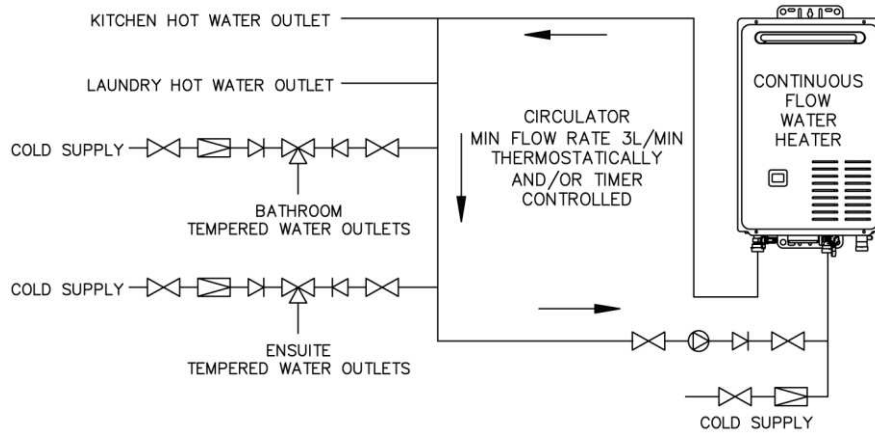 KITCHEN HOT WATER OUTLET
LAUNDRY HOT WATER OUTLET
COLD SUPPLY
BATHROOM
TEMPERED WATER OUTLETS
COLD SUPPLY
ENSUITE
TEMPERED WATER OUTLETS
CIRCULATOR
MIN FLOW RATE 3L/MIN
THERMOSTATICALLY
AND/OR TIMER
CONTROLLED
CONTINUOUS
FLOW
WATER
HEATER
COLD SUPPLY